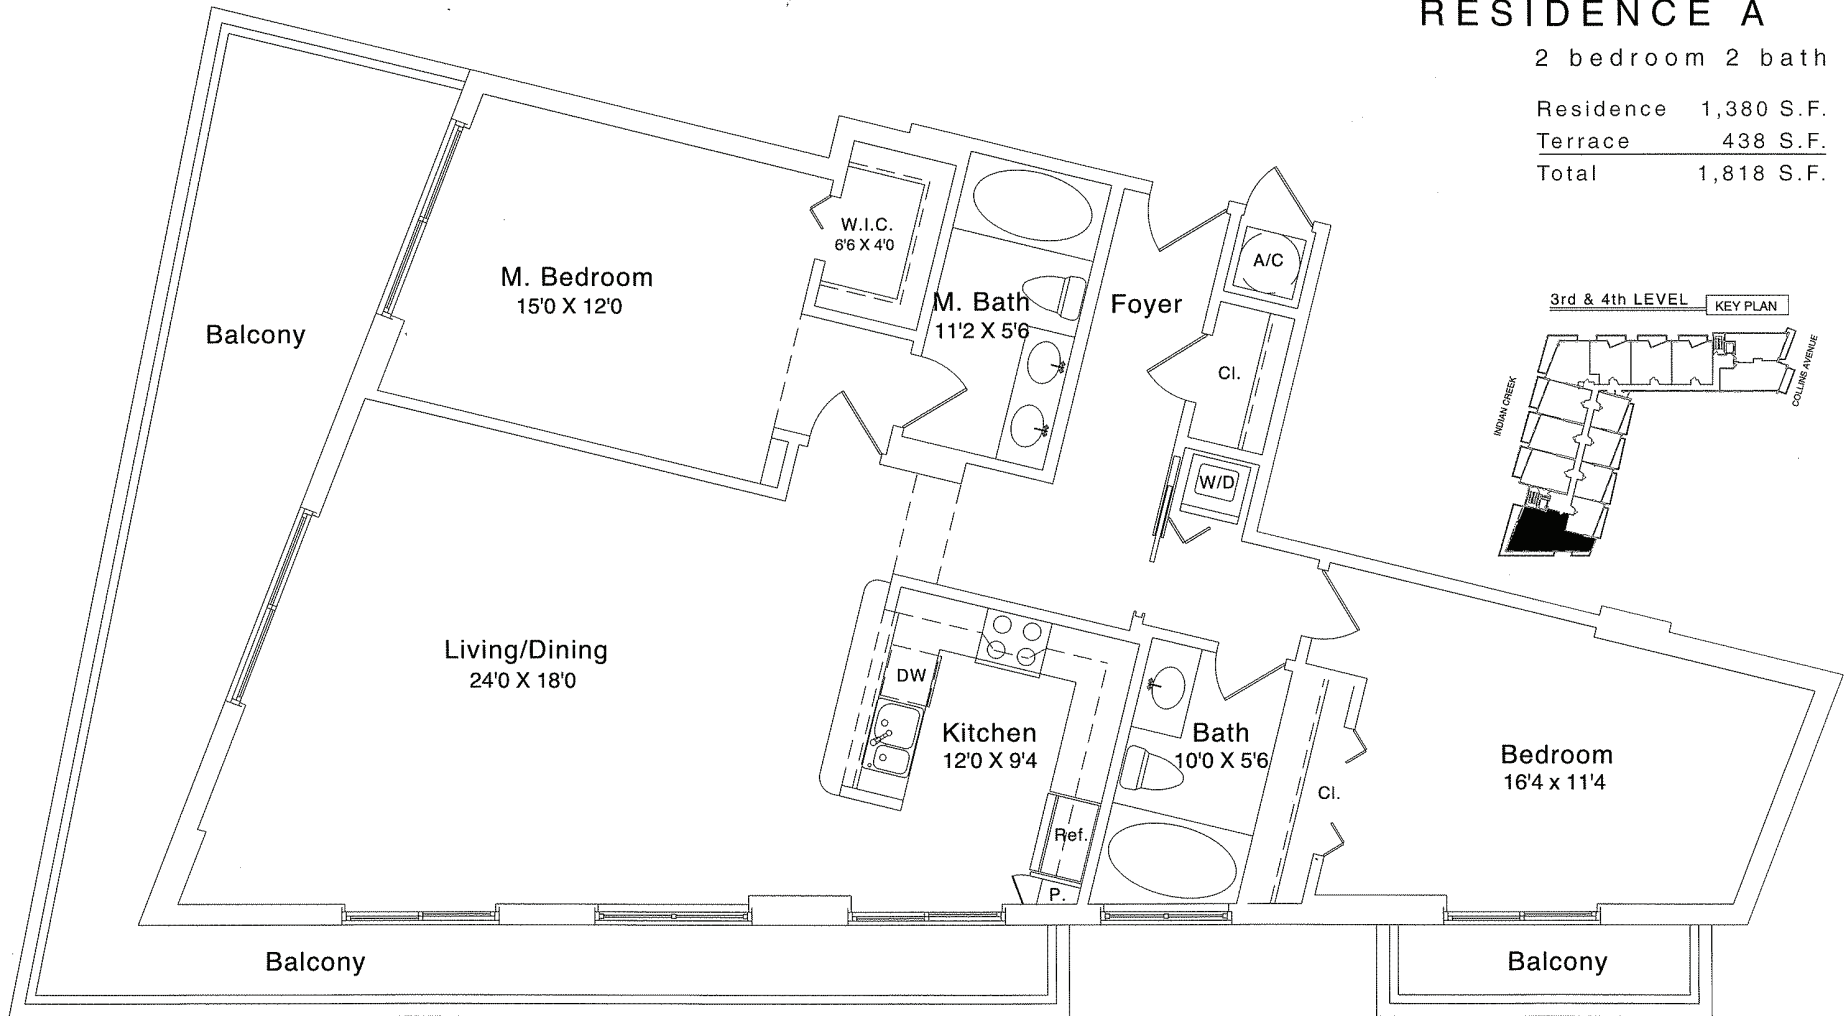 RESIDENCE A
2 bedroom 2 bath
Residence 1,380 S.F.
Terrace 438 S.F.
Total 1,818 S.F.
3rd & 4th LEVEL KEY PLAN
INDIAN CREEK
COLLINS AVENUE
Balcony
M. Bedroom
15'0 X 12'0
W.I.C.
6'6 X 4'0
M. Bath
11'2 X 5'6
Foyer
A/C
Cl.
W/D
Living/Dining
24'0 X 18'0
DW
Kitchen
12'0 X 9'4
Ref.
P.
Bath
10'0 X 5'6
Cl.
Bedroom
16'4 x 11'4
Balcony
Balcony